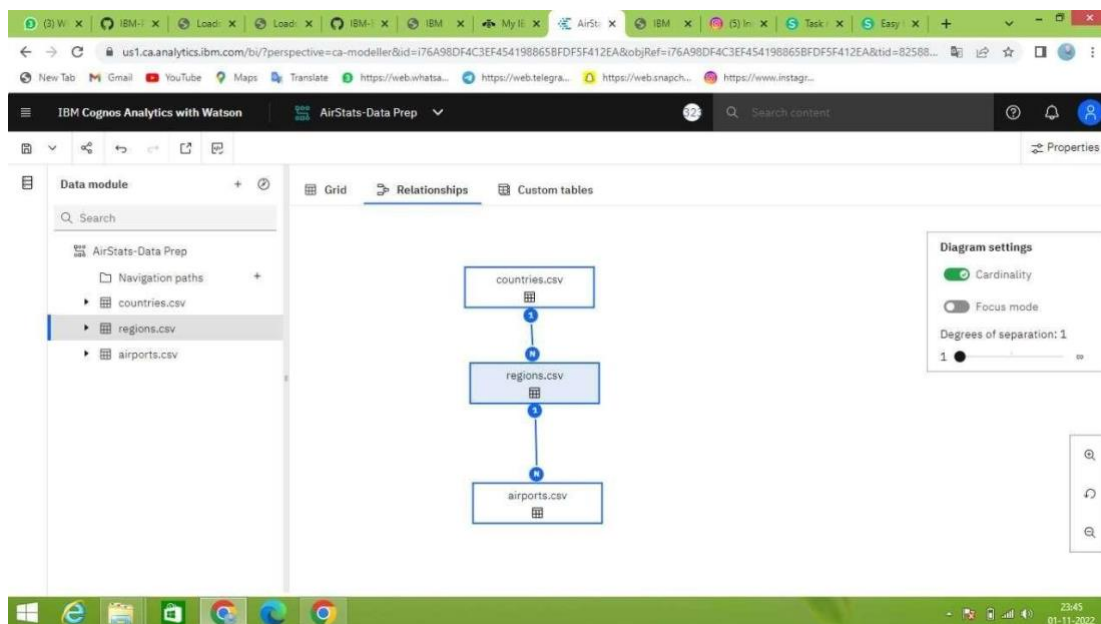 (3) W
IBM-
Load
Load
IBM-
IBM
My IE
AirSt
IBM
(5) In
Task
Easy
us1.ca.analytics.ibm.com/bi/?perspective=ca-modeller&id=i76A98DF4C3EF454198865BFDF5F412EA&objRef=i76A98DF4C3EF454198865BFDF5F412EA&tid=82588...
New Tab
Gmail
YouTube
Maps
Translate
https://web.whatsa...
https://web.telegra...
https://web.snapch...
https://www.instagr...
IBM Cognos Analytics with Watson
AirStats-Data Prep
Search content
Properties
Data module
Grid
Relationships
Custom tables
Search
AirStats-Data Prep
Navigation paths
countries.csv
regions.csv
airports.csv
countries.csv
1
N
regions.csv
1
N
airports.csv
Diagram settings
Cardinality
Focus mode
Degrees of separation: 1
1 ∞
23:45
01-11-2022